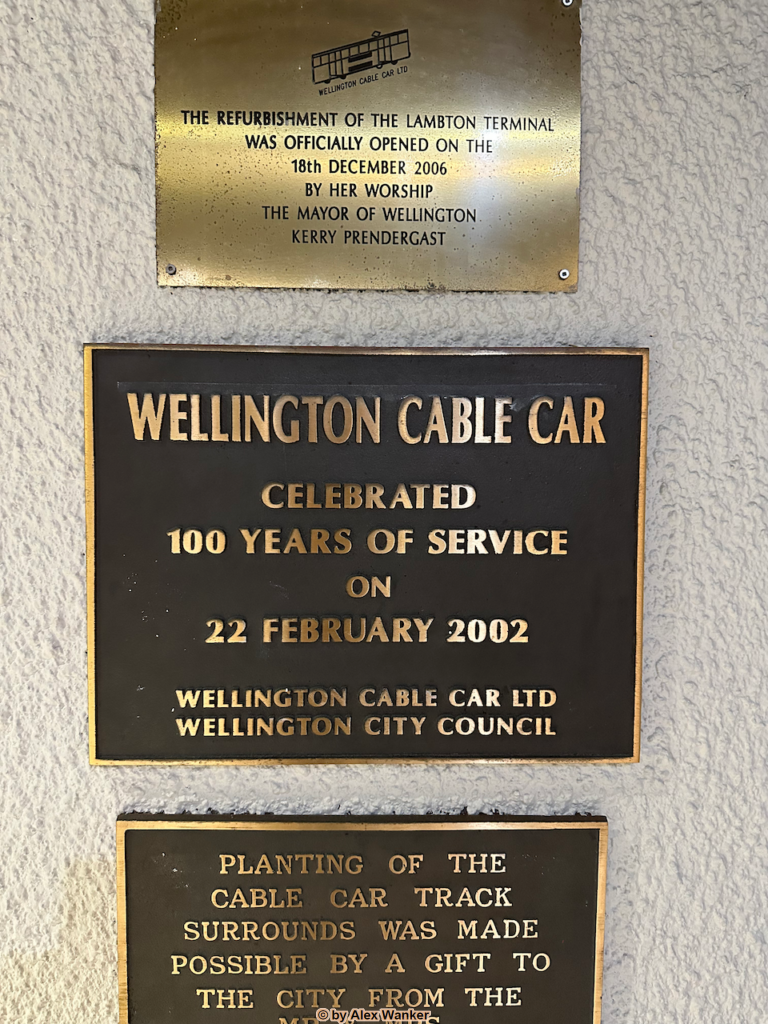 WELLINGTON CABLE CAR LTD
THE REFURBISHMENT OF THE LAMBTON TERMINAL
WAS OFFICIALLY OPENED ON THE
18th DECEMBER 2006
BY HER WORSHIP
THE MAYOR OF WELLINGTON
KERRY PRENDERGAST
WELLINGTON CABLE CAR
CELEBRATED
100 YEARS OF SERVICE
ON
22 FEBRUARY 2002
WELLINGTON CABLE CAR LTD
WELLINGTON CITY COUNCIL
PLANTING OF THE
CABLE CAR TRACK
SURROUNDS WAS MADE
POSSIBLE BY A GIFT TO
THE CITY FROM THE
© by Alex Wanker